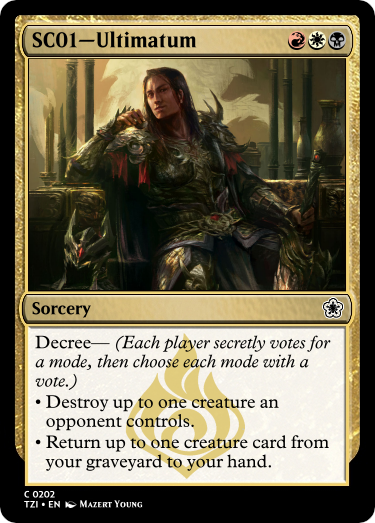 SC01—Ultimatum
Sorcery
Decree— (Each player secretly votes for
a mode, then choose each mode with a
vote.)
• Destroy up to one creature an
opponent controls.
• Return up to one creature card from
your graveyard to your hand.
C 0202
TZI • EN Mazert Young